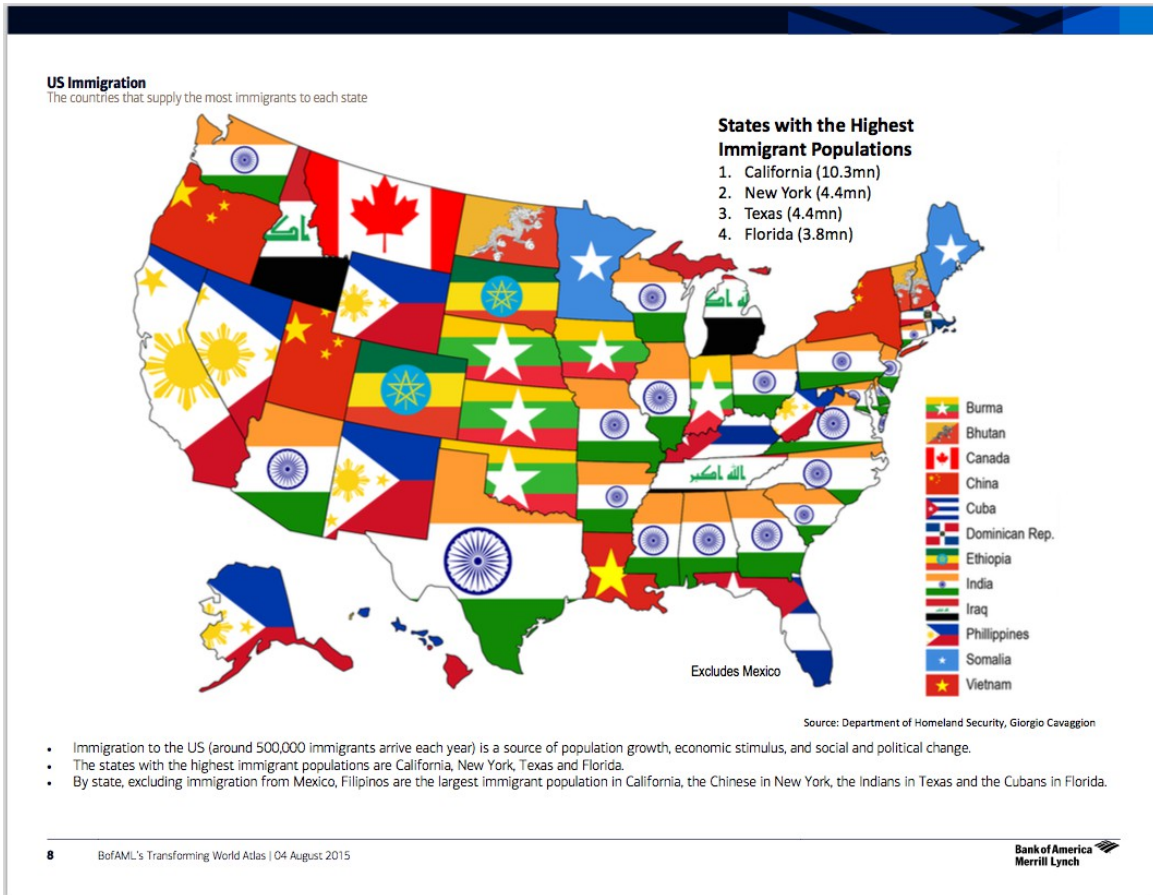 US Immigration
The countries that supply the most immigrants to each state
States with the Highest
Immigrant Populations
1. California (10.3mn)
2. New York (4.4mn)
3. Texas (4.4mn)
4. Florida (3.8mn)
الله اكبر
Burma
Bhutan
Canada
China
Cuba
Dominican Rep.
Ethiopia
India
Iraq
Phillippines
Somalia
Vietnam
Excludes Mexico
Source: Department of Homeland Security, Giorgio Cavaggion
• Immigration to the US (around 500,000 immigrants arrive each year) is a source of population growth, economic stimulus, and social and political change.
• The states with the highest immigrant populations are California, New York, Texas and Florida.
• By state, excluding immigration from Mexico, Filipinos are the largest immigrant population in California, the Chinese in New York, the Indians in Texas and the Cubans in Florida.
8 BofAML's Transforming World Atlas | 04 August 2015
Bank of America
Merrill Lynch